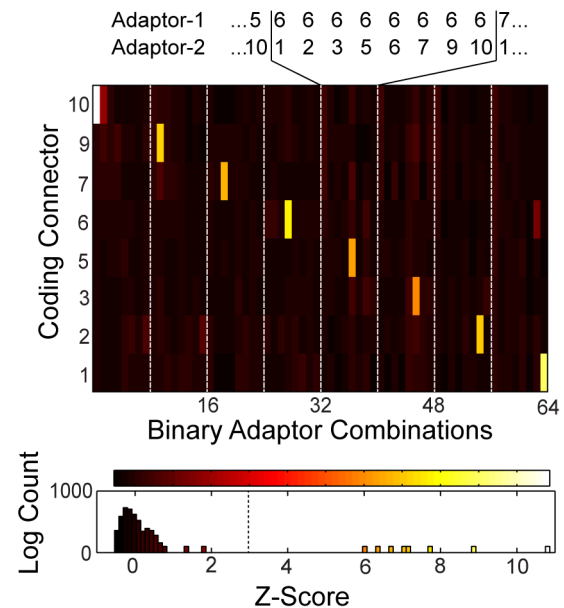 Adaptor-1 ...5 6 6 6 6 6 6 6 6 7...
Adaptor-2 ...10 1 2 3 5 6 7 9 10 1...
Coding Connector
10
9
7
6
5
3
2
1
16 32 48 64
Binary Adaptor Combinations
Log Count
1000
0
0 2 4 6 8 10
Z-Score